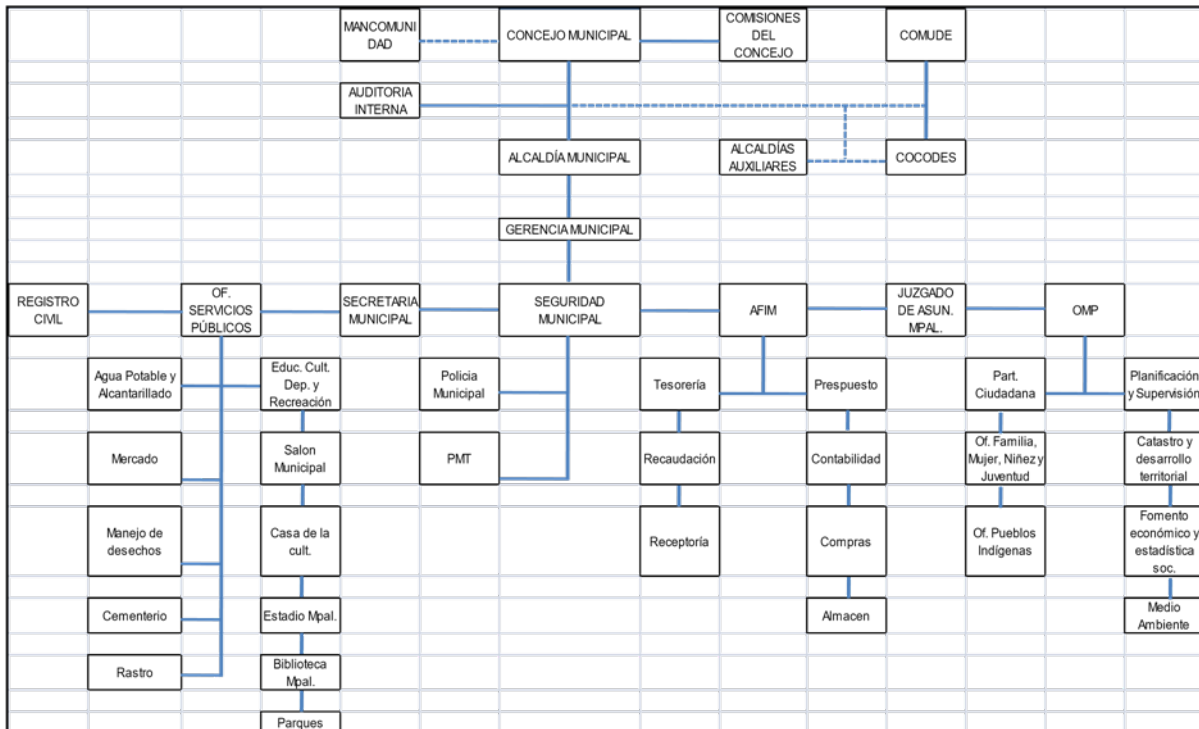 MANCOMUNI
DAD
CONCEJO MUNICIPAL
COMISIONES
DEL
CONCEJO
COMUDE
AUDITORIA
INTERNA
ALCALDÍA MUNICIPAL
ALCALDÍAS
AUXILIARES
COCODES
GERENCIA MUNICIPAL
REGISTRO
CIVIL
OF.
SERVICIOS
PÚBLICOS
SECRETARIA
MUNICIPAL
SEGURIDAD
MUNICIPAL
AFIM
JUZGADO
DE ASUN.
MPAL.
OMP
Agua Potable y
Alcantarillado
Educ. Cult.
Dep. y
Recreación
Policia
Municipal
Tesorería
Prespuesto
Part.
Ciudadana
Planificación
y Supervisión
Mercado
Salon
Municipal
PMT
Recaudación
Contabilidad
Of. Familia,
Mujer, Niñez y
Juventud
Catastro y
desarrollo
territorial
Manejo de
desechos
Casa de la
cult.
Receptoría
Compras
Of. Pueblos
Indígenas
Fomento
económico y
estadística
soc.
Cementerio
Estadio Mpal.
Almacen
Medio
Ambiente
Rastro
Biblioteca
Mpal.
Parques